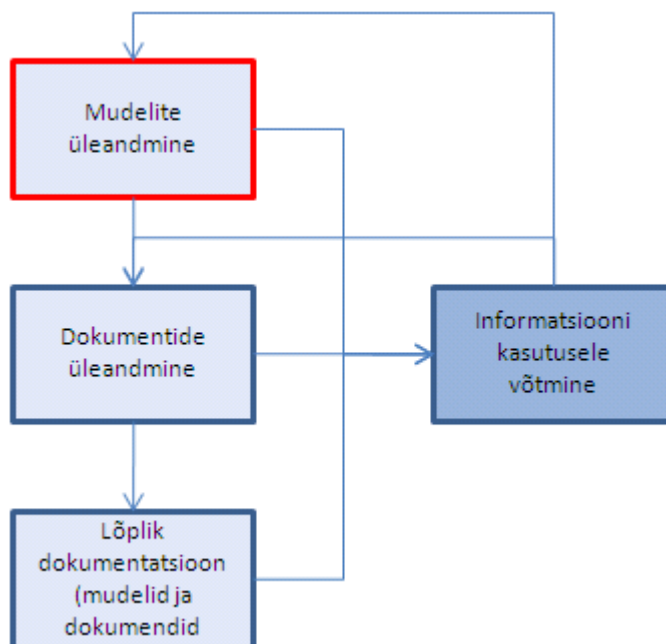 Mudelite
üleandmine
Dokumentide
üleandmine
Informatsiooni
kasutusele
võtmine
Lõplik
dokumentatsioon
(mudelid ja
dokumendid